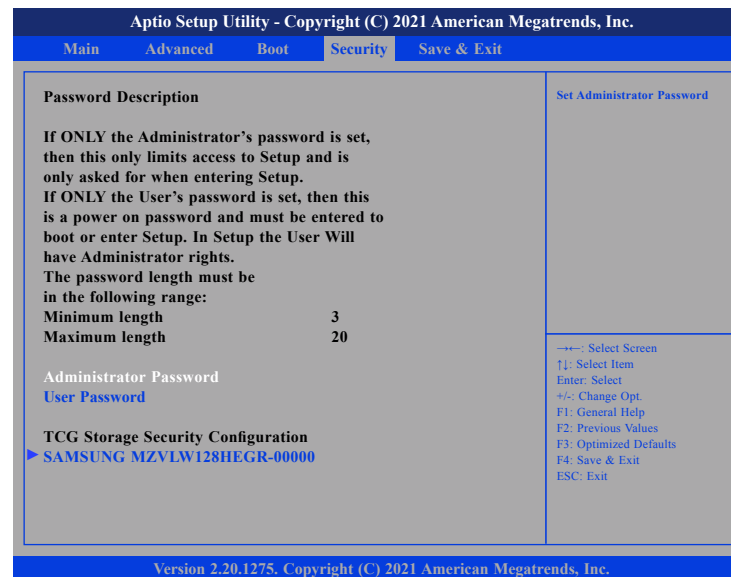 Aptio Setup Utility - Copyright (C) 2021 American Megatrends, Inc.
Main Advanced Boot Security Save & Exit
Password Description
If ONLY the Administrator's password is set,
then this only limits access to Setup and is
only asked for when entering Setup.
If ONLY the User's password is set, then this
is a power on password and must be entered to
boot or enter Setup. In Setup the User Will
have Administrator rights.
The password length must be
in the following range:
Minimum length 3
Maximum length 20
Administrator Password
User Password
TCG Storage Security Configuration
► SAMSUNG MZVLW128HEGR-00000
Set Administrator Password
→←: Select Screen
↑↓: Select Item
Enter: Select
+/-: Change Opt.
F1: General Help
F2: Previous Values
F3: Optimized Defaults
F4: Save & Exit
ESC: Exit
Version 2.20.1275. Copyright (C) 2021 American Megatrends, Inc.